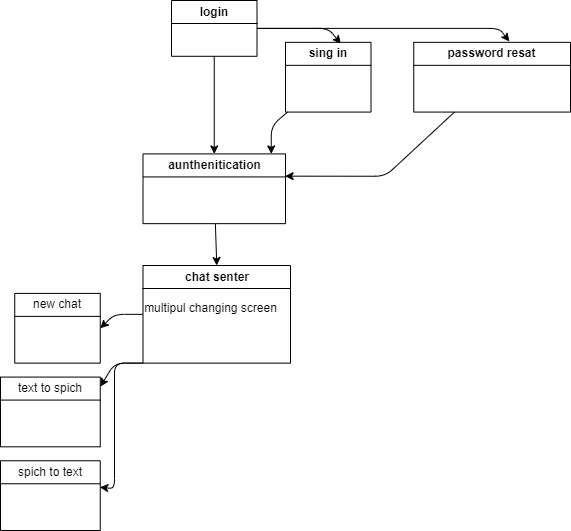 login
sing in
password resat
aunthenitication
chat senter
multipul changing screen
new chat
text to spich
spich to text